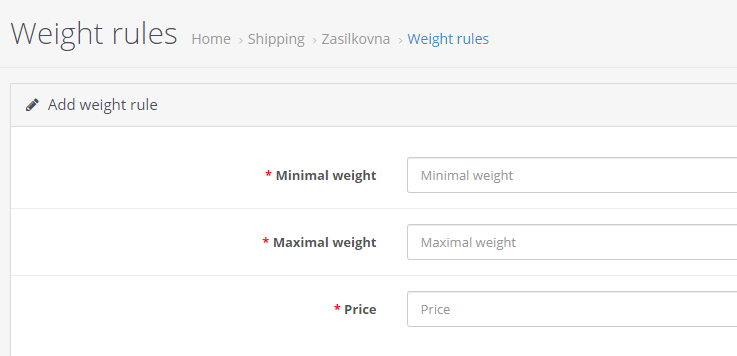 Weight rules Home › Shipping › Zasilkovna › Weight rules
Add weight rule
* Minimal weight Minimal weight
* Maximal weight Maximal weight
* Price Price